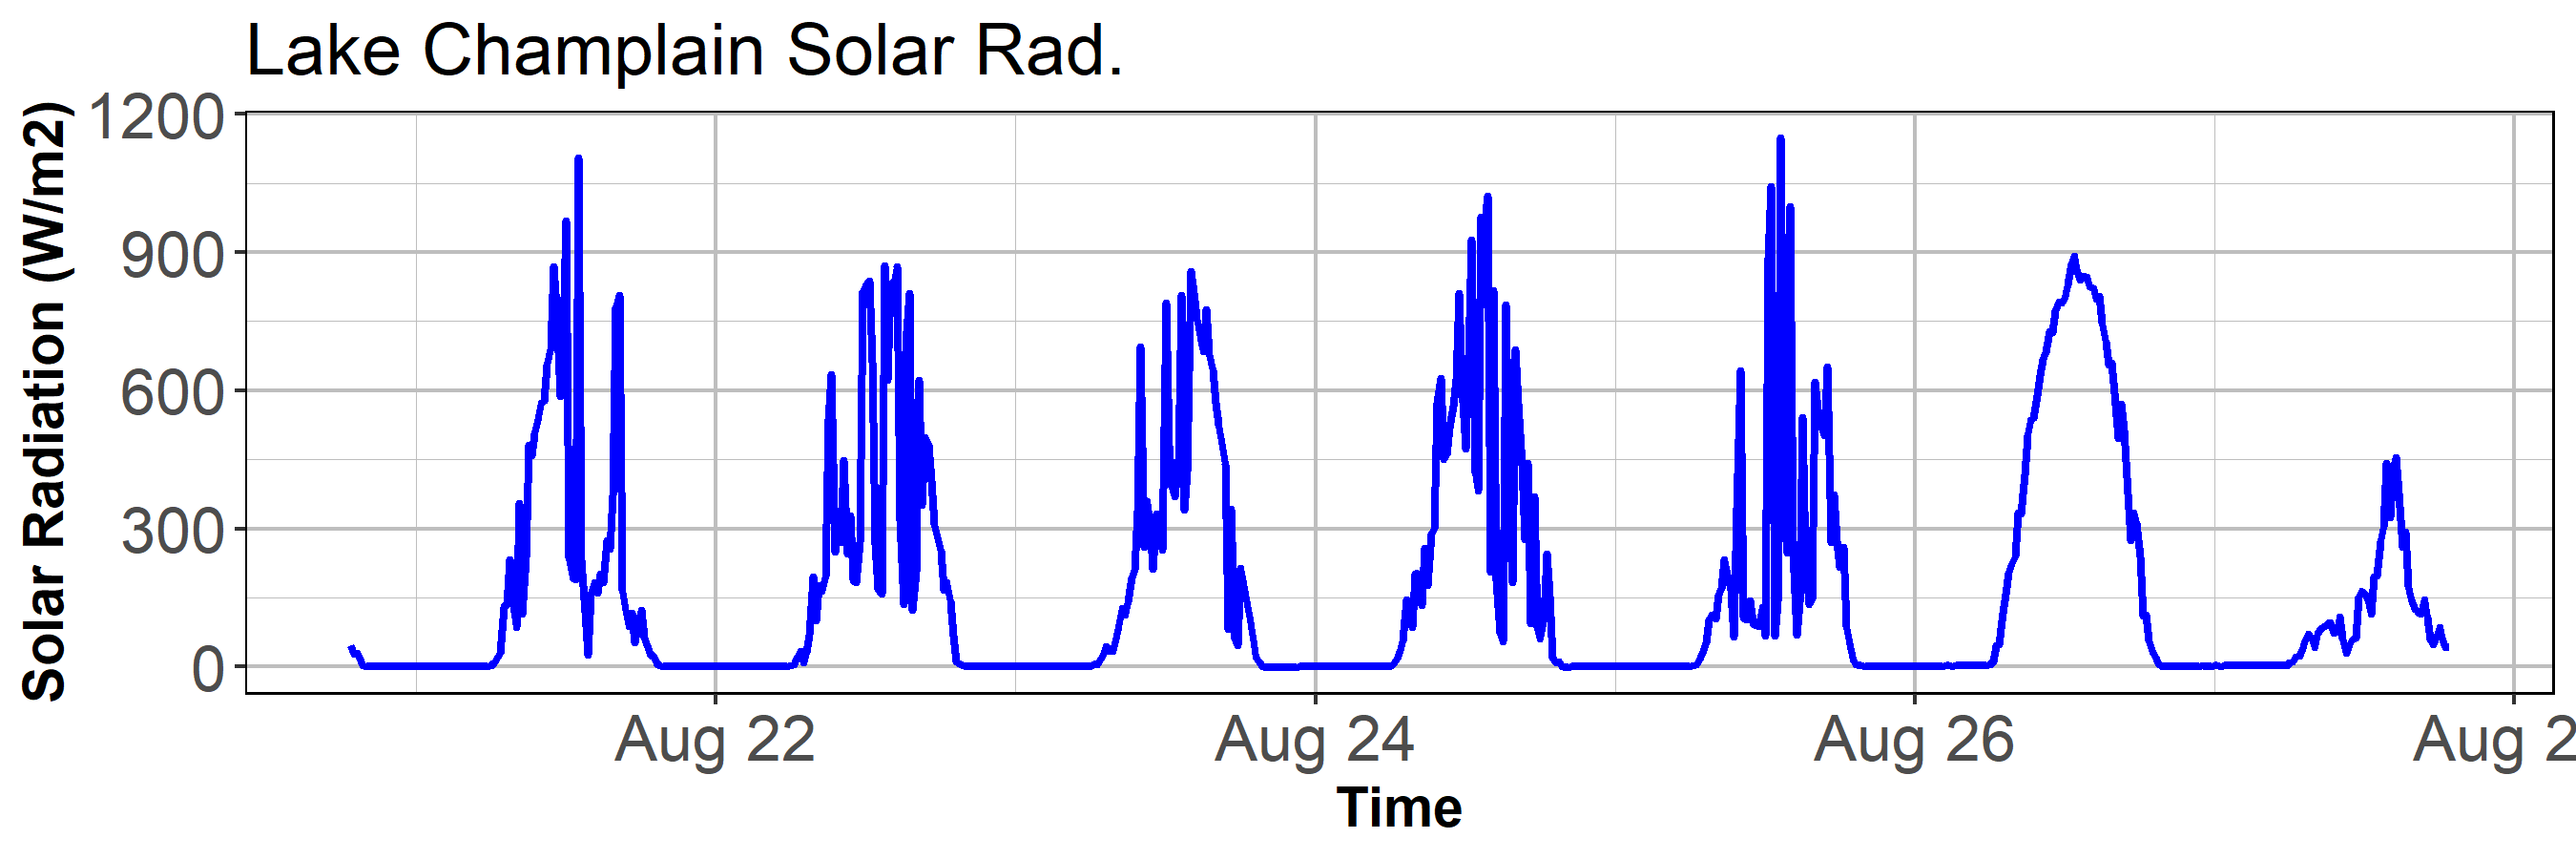 Lake Champlain Solar Rad.
Solar Radiation (W/m2)
1200
900
600
300
0
Aug 22 Aug 24 Aug 26 Aug 2
Time